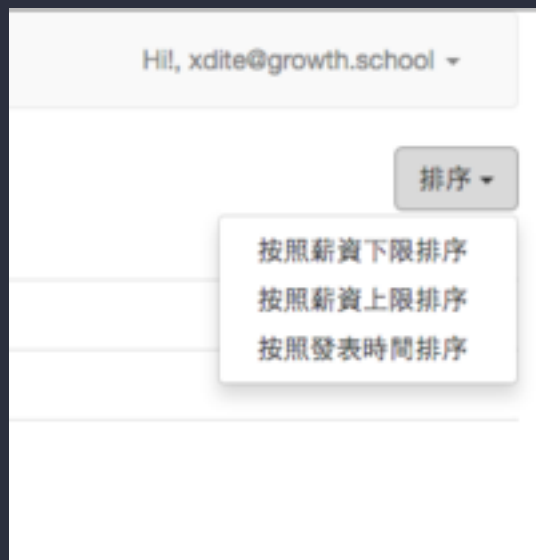 Hi!, xdite@growth.school
排序
按照薪資下限排序
按照薪資上限排序
按照發表時間排序